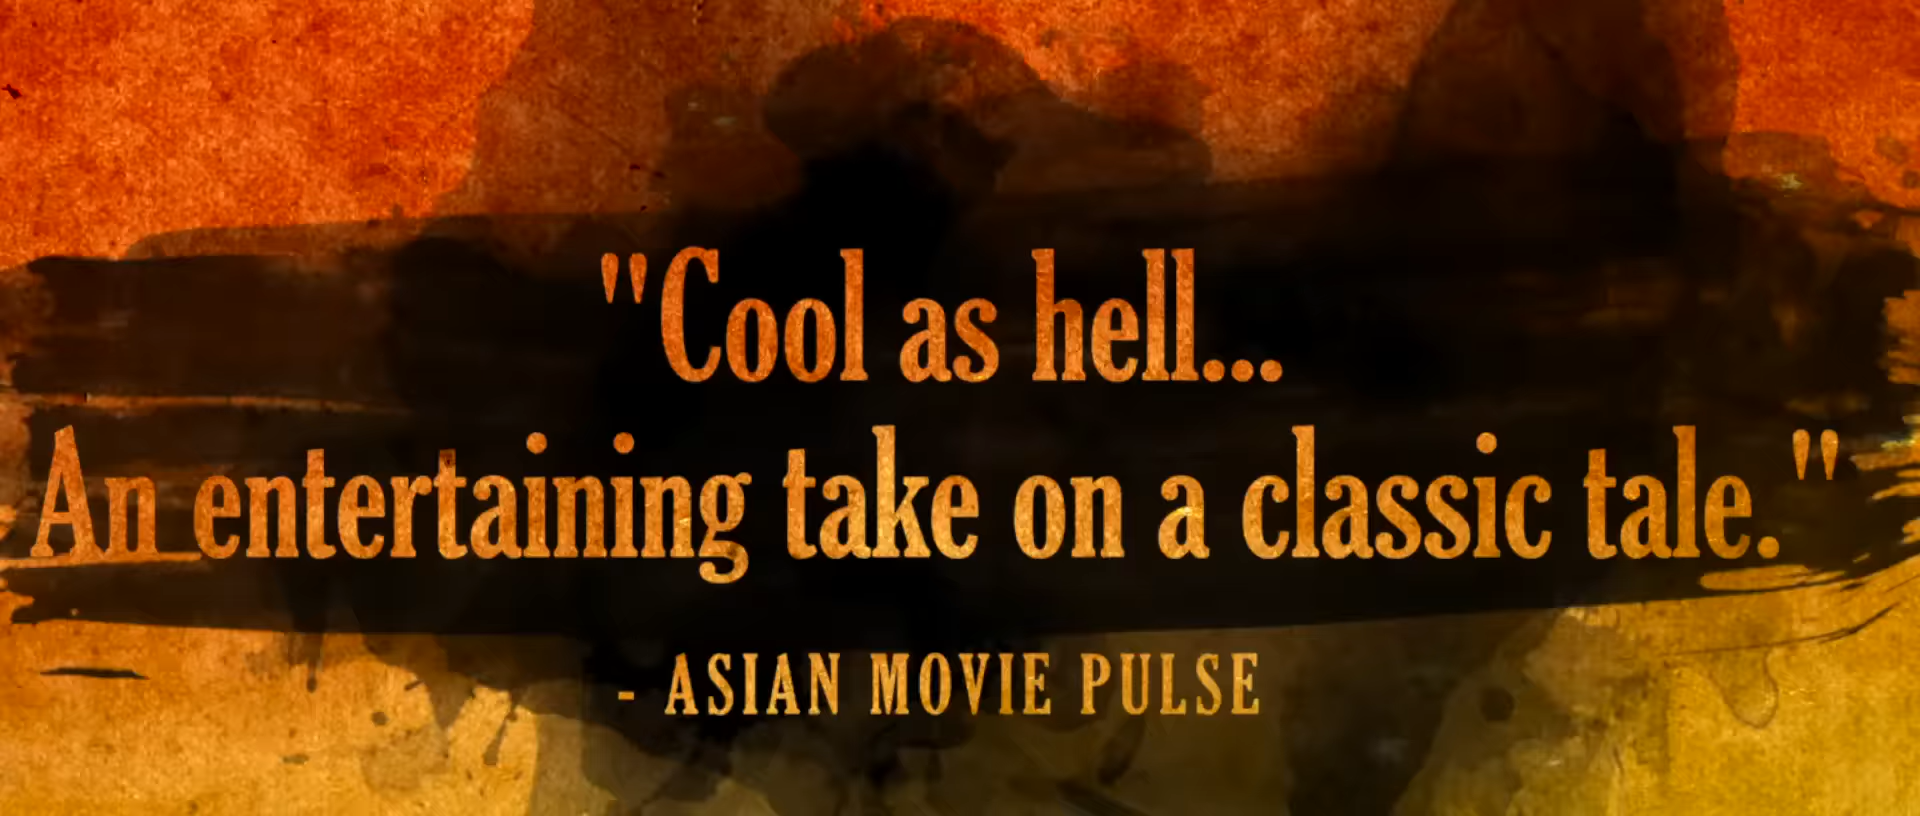 "Cool as hell...
An entertaining take on a classic tale."
- ASIAN MOVIE PULSE